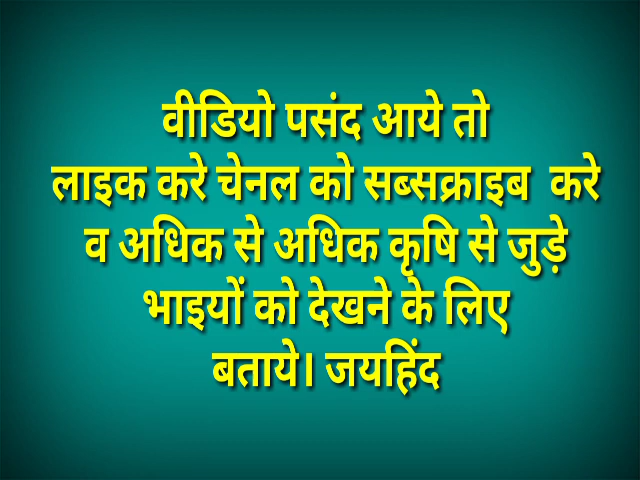 वीडियो पसंद आये तो
लाइक करे चेनल को सब्सक्राइब करे
व अधिक से अधिक कृषि से जुड़े
भाइयों को देखने के लिए
बताये। जयहिंद